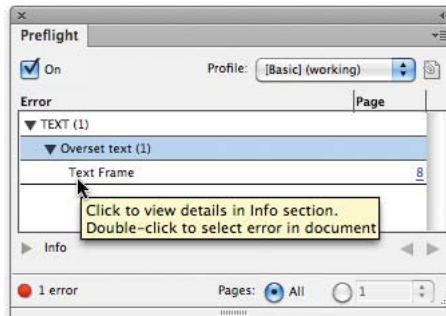 Preflight
On Profile: [Basic] (working)
Error Page
TEXT (1)
Overset text (1)
Text Frame 8
Click to view details in Info section.
Double-click to select error in document
Info
1 error Pages: All 1